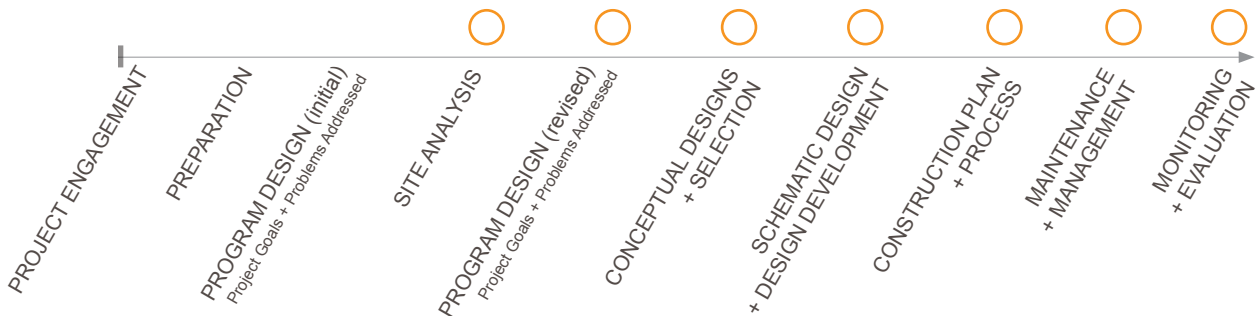 PROJECT ENGAGEMENT
PREPARATION
PROGRAM DESIGN (initial)
Project Goals + Problems Addressed
SITE ANALYSIS
PROGRAM DESIGN (revised)
Project Goals + Problems Addressed
CONCEPTUAL DESIGNS
+ SELECTION
SCHEMATIC DESIGN
+ DESIGN DEVELOPMENT
CONSTRUCTION PLAN
+ PROCESS
MAINTENANCE
+ MANAGEMENT
MONITORING
+ EVALUATION